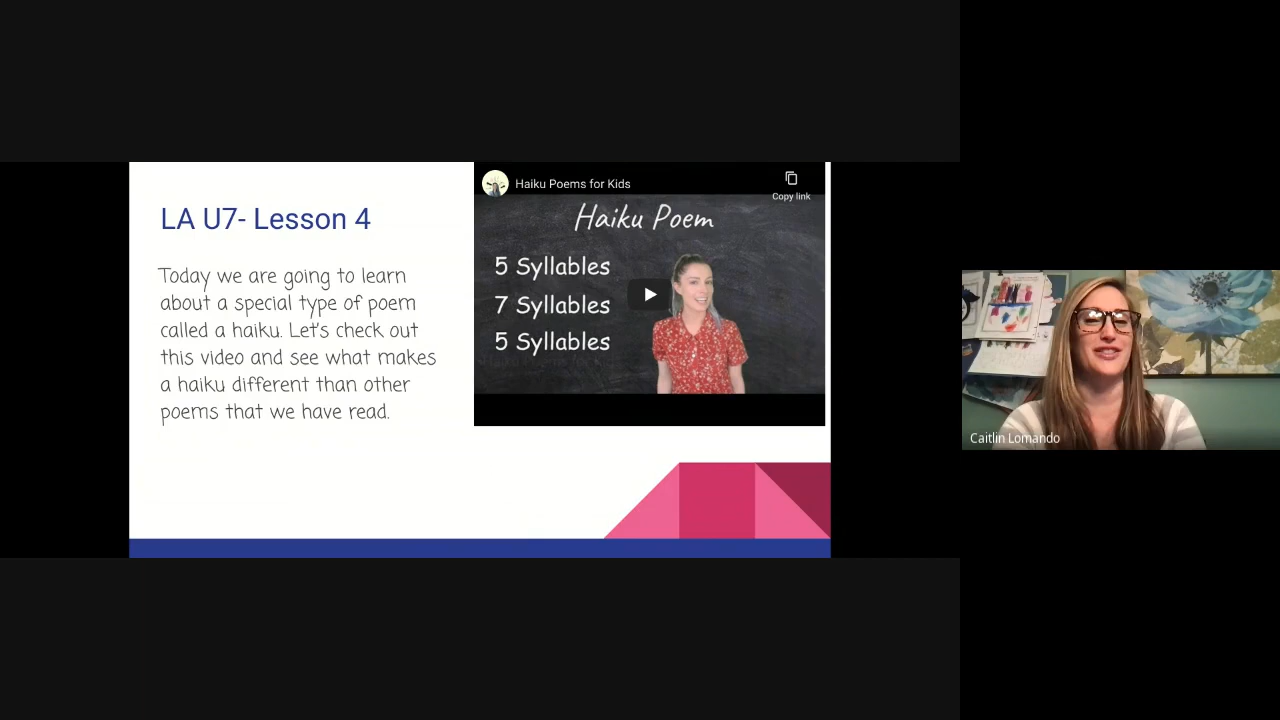 LA U7- Lesson 4
Today we are going to learn
about a special type of poem
called a haiku. Let's check out
this video and see what makes
a haiku different than other
poems that we have read.
Haiku Poems for Kids
Copy link
Haiku Poem
5 Syllables
7 Syllables
5 Syllables
Caitlin Lomando